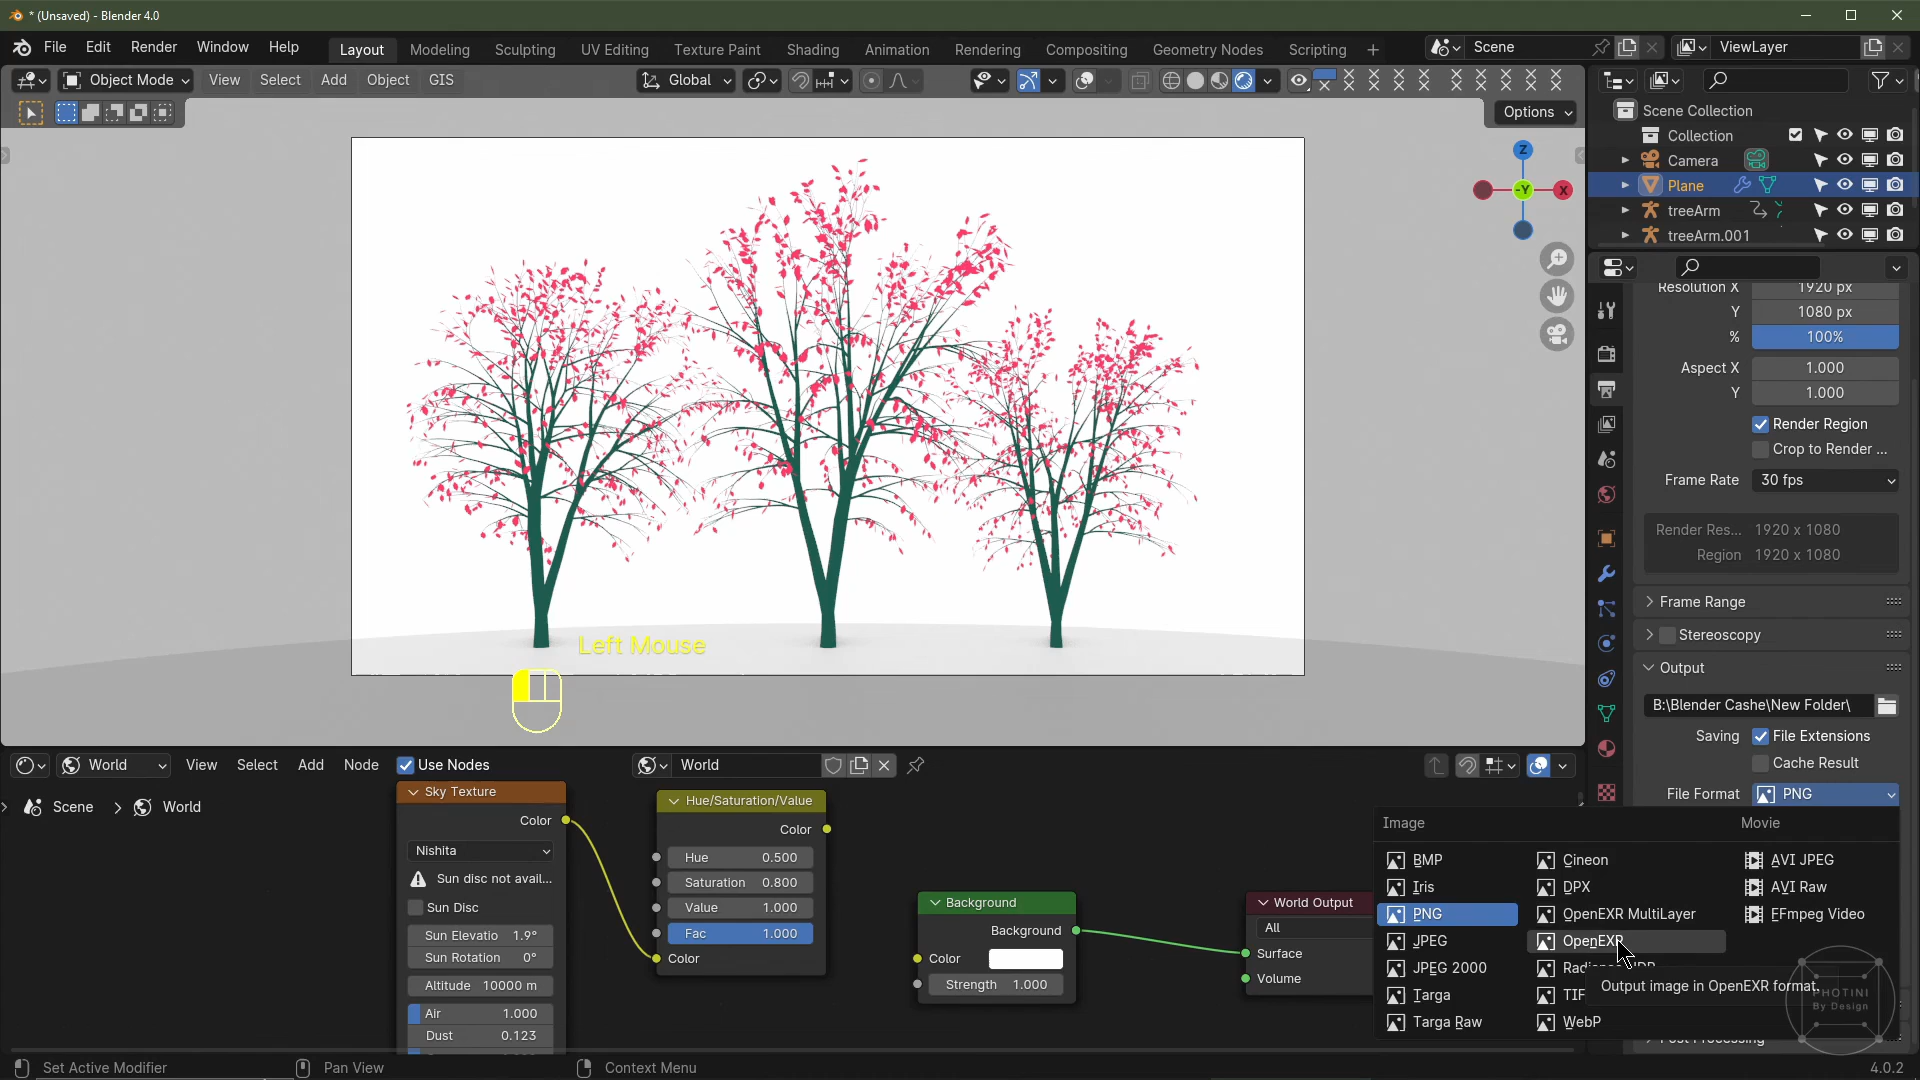 * (Unsaved) - Blender 4.0
File Edit Render Window Help Layout Modeling Sculpting UV Editing Texture Paint Shading Animation Rendering Compositing Geometry Nodes Scripting + Scene ViewLayer
Object Mode View Select Add Object GIS Global
Options
Scene Collection
Collection
Camera
Plane
treeArm
treeArm.001
Z
-Y
X
Resolution X 1920 px
Y 1080 px
% 100%
Aspect X 1.000
Y 1.000
Render Region
Crop to Render ...
Frame Rate 30 fps
Render Res... 1920 x 1080
Region 1920 x 1080
Frame Range
Stereoscopy
Output
B:\Blender Cashe\New Folder\
Saving File Extensions
Cache Result
File Format PNG
Left Mouse
World View Select Add Node Use Nodes World
Scene > World
Sky Texture
Color
Nishita
Sun disc not avail...
Sun Disc
Sun Elevatio 1.9°
Sun Rotation 0°
Altitude 10000 m
Air 1.000
Dust 0.123
Hue/Saturation/Value
Color
Hue 0.500
Saturation 0.800
Value 1.000
Fac 1.000
Color
Background
Background
Color
Strength 1.000
World Output
All
Surface
Volume
Image Movie
BMP Cineon AVI JPEG
Iris DPX AVI Raw
PNG OpenEXR MultiLayer FFmpeg Video
JPEG OpenEXR
JPEG 2000
Targa TIF
Targa Raw WebP
Output image in OpenEXR format.
PHOTINI
By Design
Post Processing
Set Active Modifier Pan View Context Menu 4.0.2